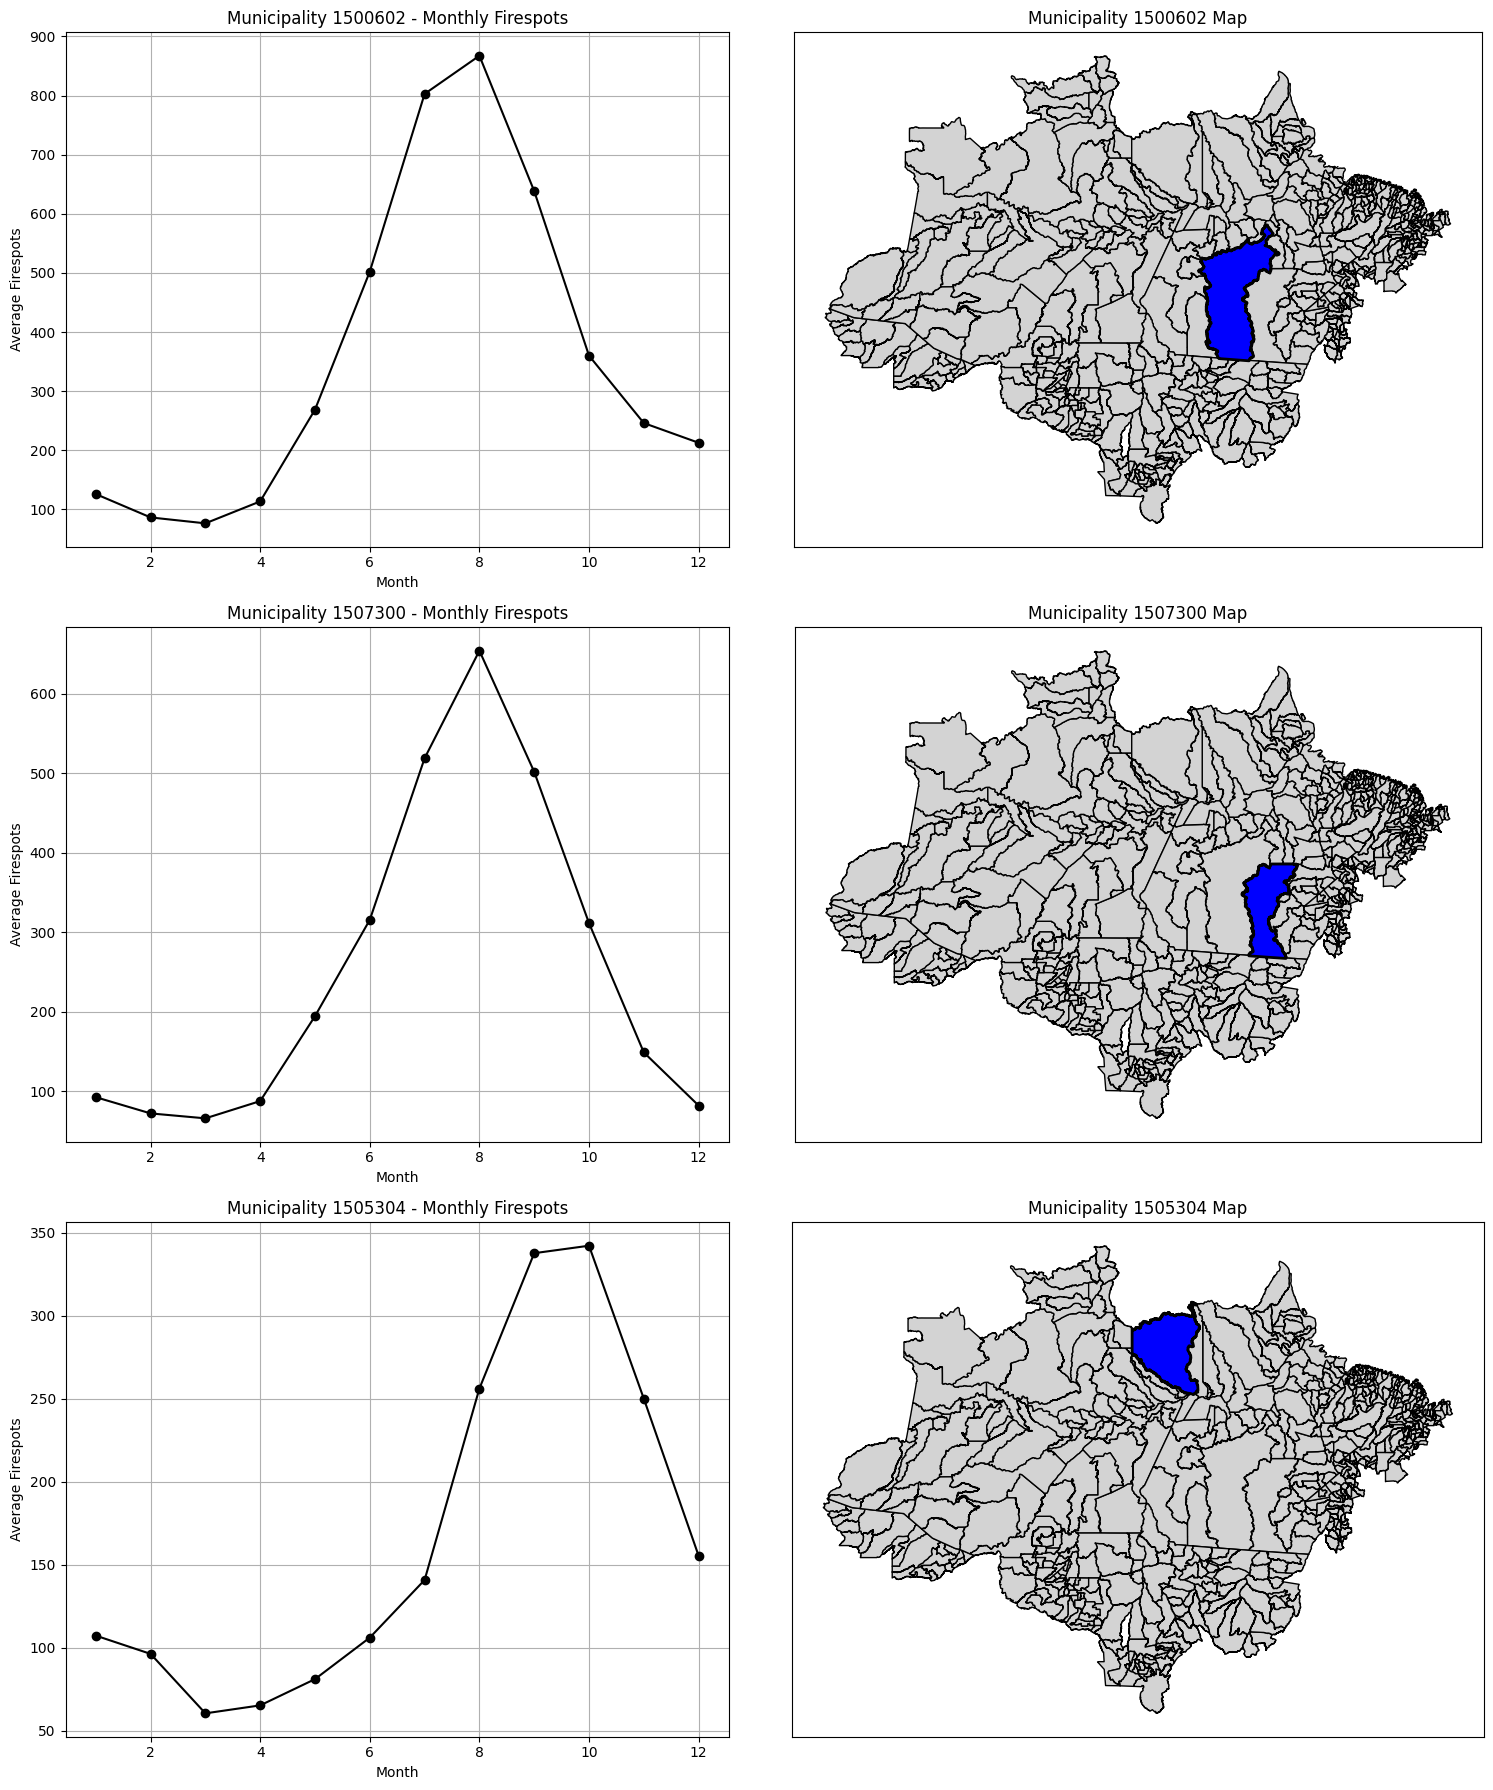 Municipality 1500602 - Monthly Firespots
Municipality 1500602 Map
900
800
700
600
500
400
300
200
100
Average Firespots
2 4 6 8 10 12
Month
Municipality 1507300 - Monthly Firespots
Municipality 1507300 Map
600
500
400
300
200
100
Average Firespots
2 4 6 8 10 12
Month
Municipality 1505304 - Monthly Firespots
Municipality 1505304 Map
350
300
250
200
150
100
50
Average Firespots
2 4 6 8 10 12
Month